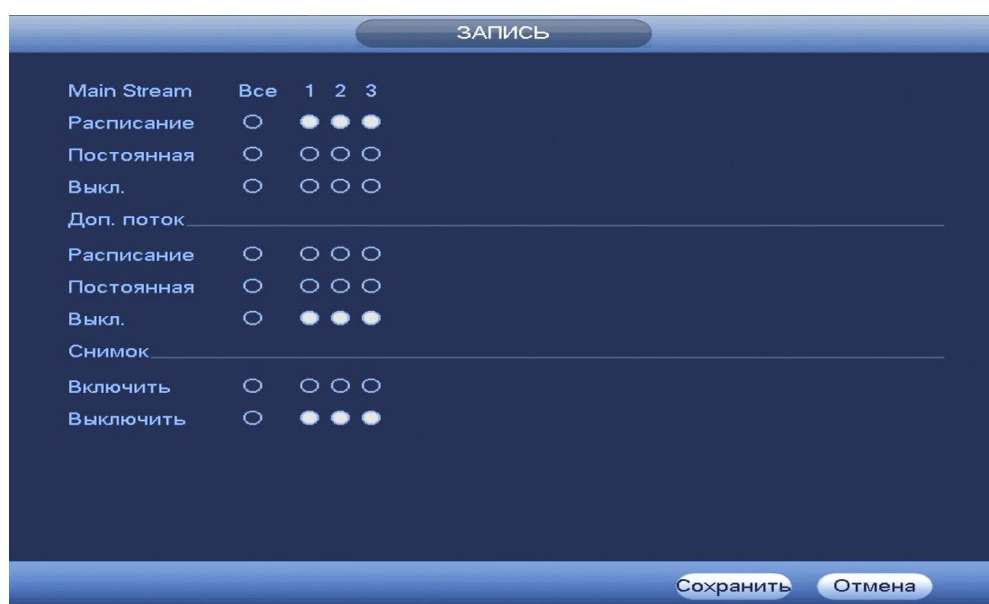 ЗАПИСЬ
Main Stream Все 1 2 3
Расписание
Постоянная
Выкл.
Доп. поток
Расписание
Постоянная
Выкл.
Снимок
Включить
Выключить
Сохранить Отмена